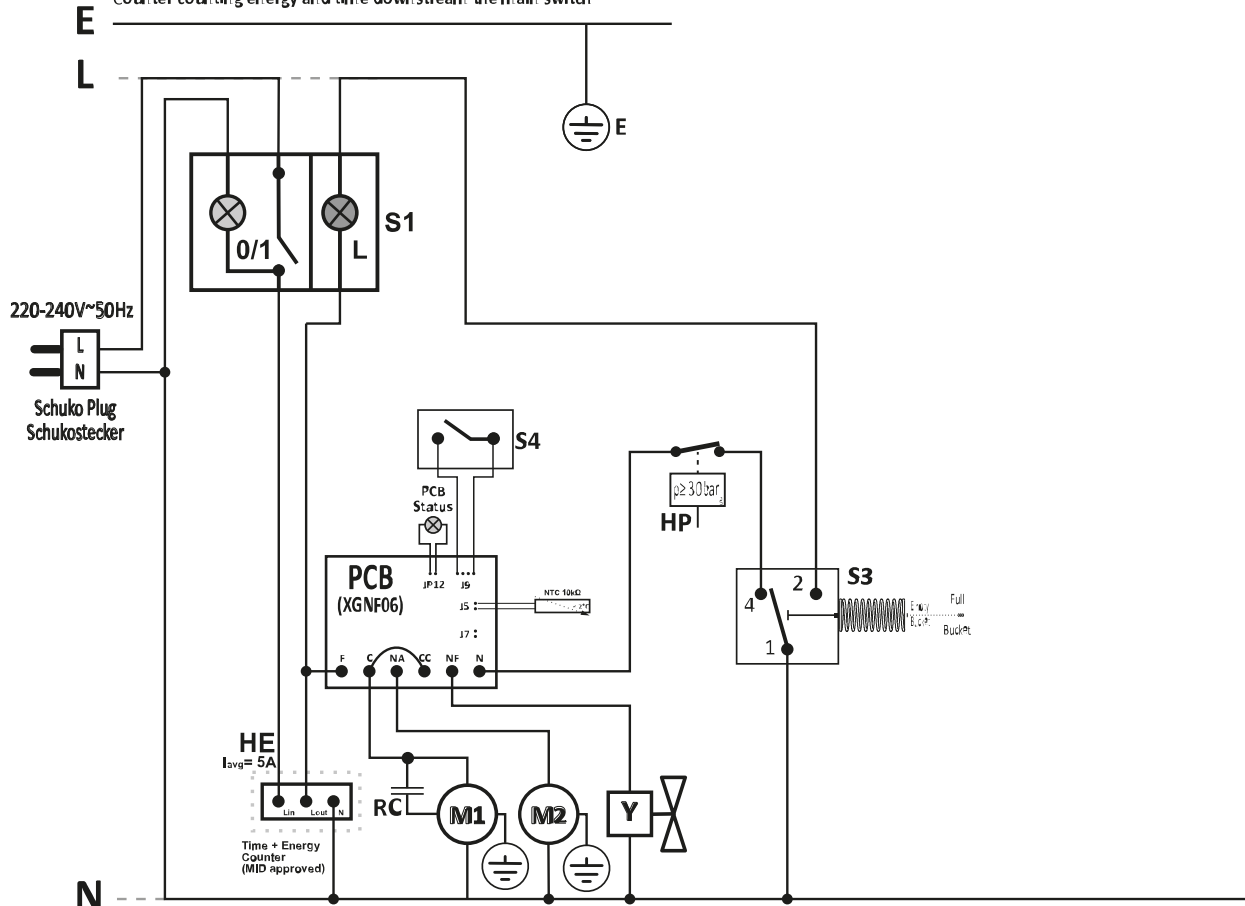 Counter counting energy and time downstream the main switch
E
L
E
S1
0/1
L
220-240V~50Hz
L
N
Schuko Plug
Schukostecker
S4
PCB
Status
p≥30bar
HP
PCB
(XGNF06)
JP12
J9
J5
NTC 10kΩ
J7
F
C
NA
CC
NF
N
S3
2
4
1
Empty
Bucket
Full
Bucket
HE
Iavg= 5A
Lin
Lout
N
RC
M1
M2
Y
Time + Energy
Counter
(MID approved)
N